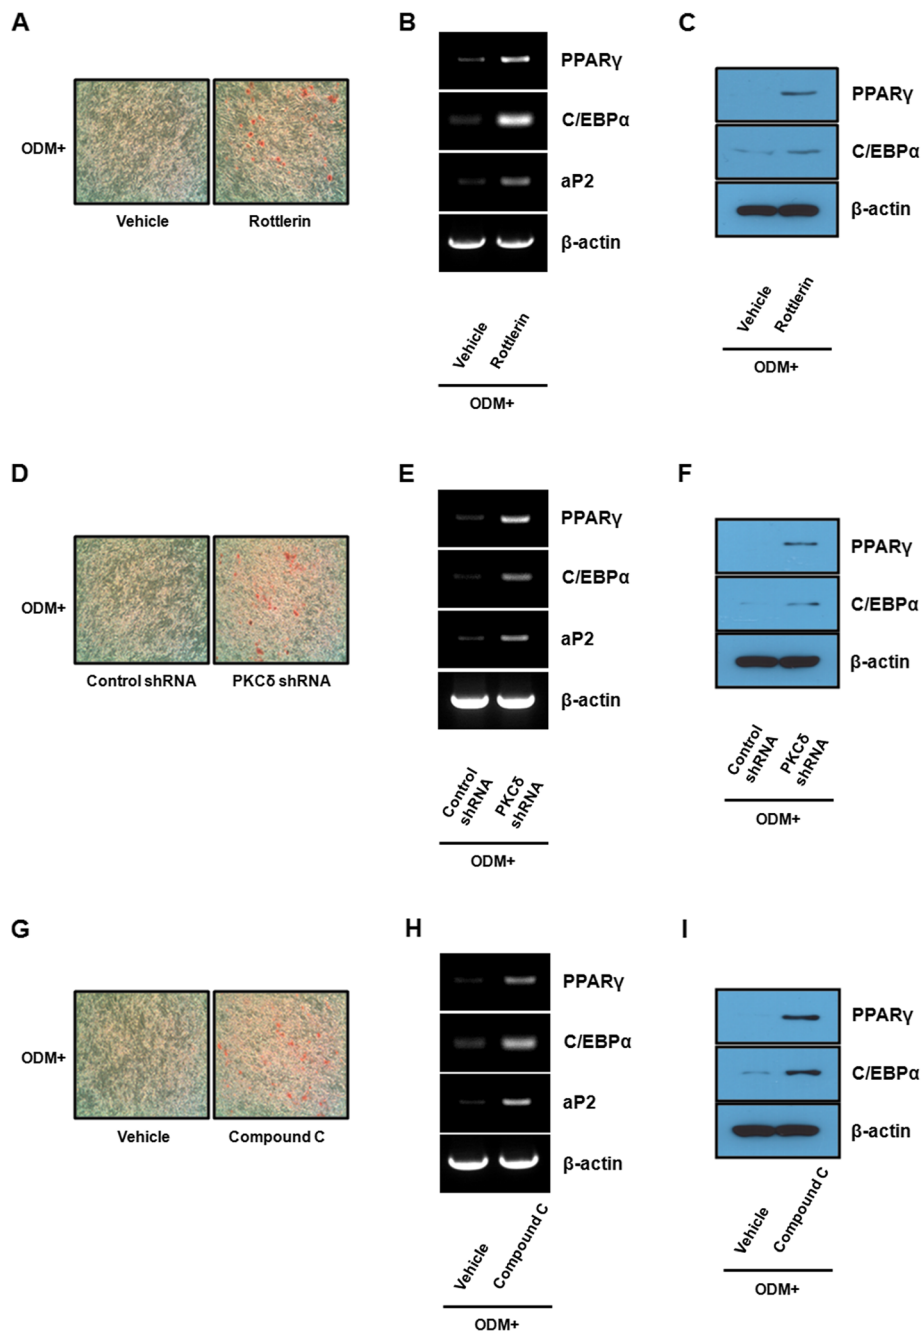 A
B
C
ODM+
Vehicle
Rottlerin
PPARγ
C/EBPα
aP2
β-actin
Vehicle
Rottlerin
ODM+
PPARγ
C/EBPα
β-actin
Vehicle
Rottlerin
ODM+
D
E
F
ODM+
Control shRNA
PKCδ shRNA
PPARγ
C/EBPα
aP2
β-actin
Control
shRNA
PKCδ
shRNA
ODM+
PPARγ
C/EBPα
β-actin
Control
shRNA
PKCδ
shRNA
ODM+
G
H
I
ODM+
Vehicle
Compound C
PPARγ
C/EBPα
aP2
β-actin
Vehicle
Compound C
ODM+
PPARγ
C/EBPα
β-actin
Vehicle
Compound C
ODM+